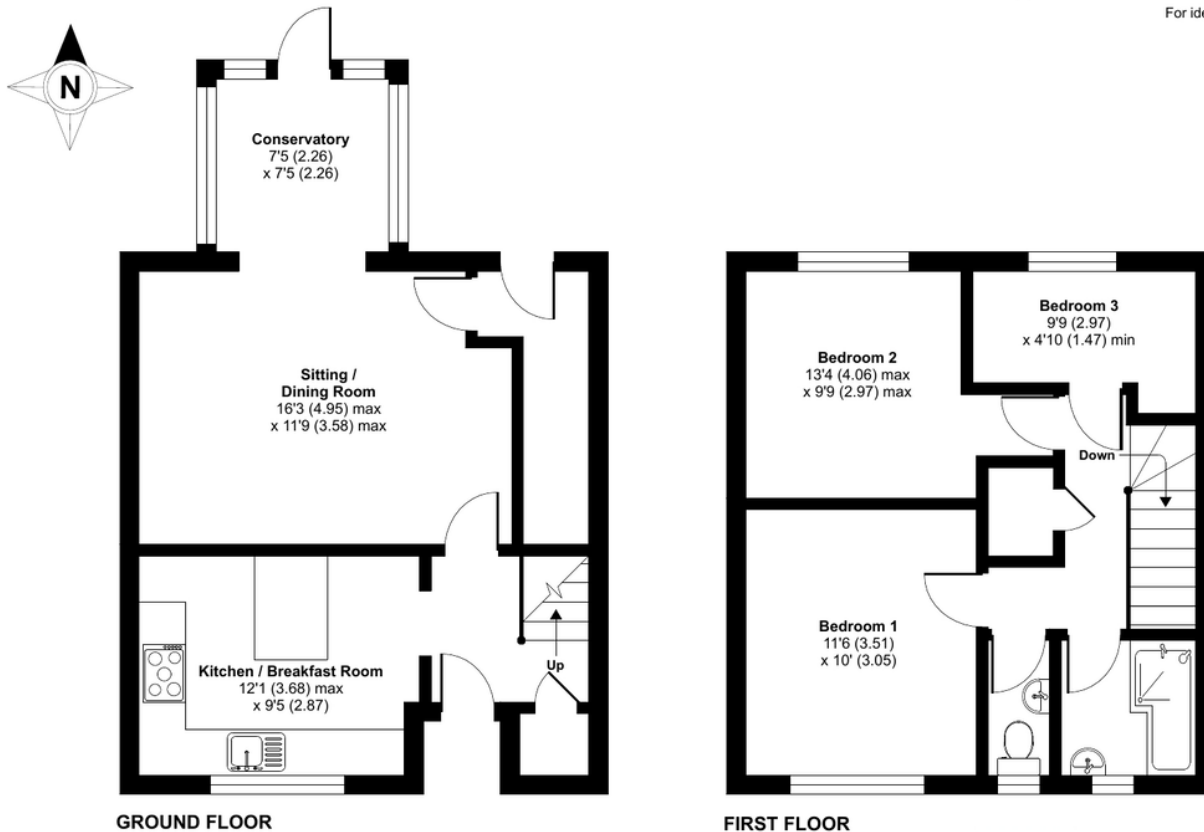 For ide
N
Conservatory
7'5 (2.26)
x 7'5 (2.26)
Sitting /
Dining Room
16'3 (4.95) max
x 11'9 (3.58) max
Kitchen / Breakfast Room
12'1 (3.68) max
x 9'5 (2.87)
Up
GROUND FLOOR
Bedroom 3
9'9 (2.97)
x 4'10 (1.47) min
Bedroom 2
13'4 (4.06) max
x 9'9 (2.97) max
Down
Bedroom 1
11'6 (3.51)
x 10' (3.05)
FIRST FLOOR